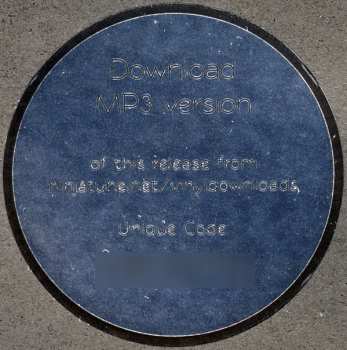 Download
MP3 version
of this release from
ninjatune.net/vinyldownloads
Unique Code